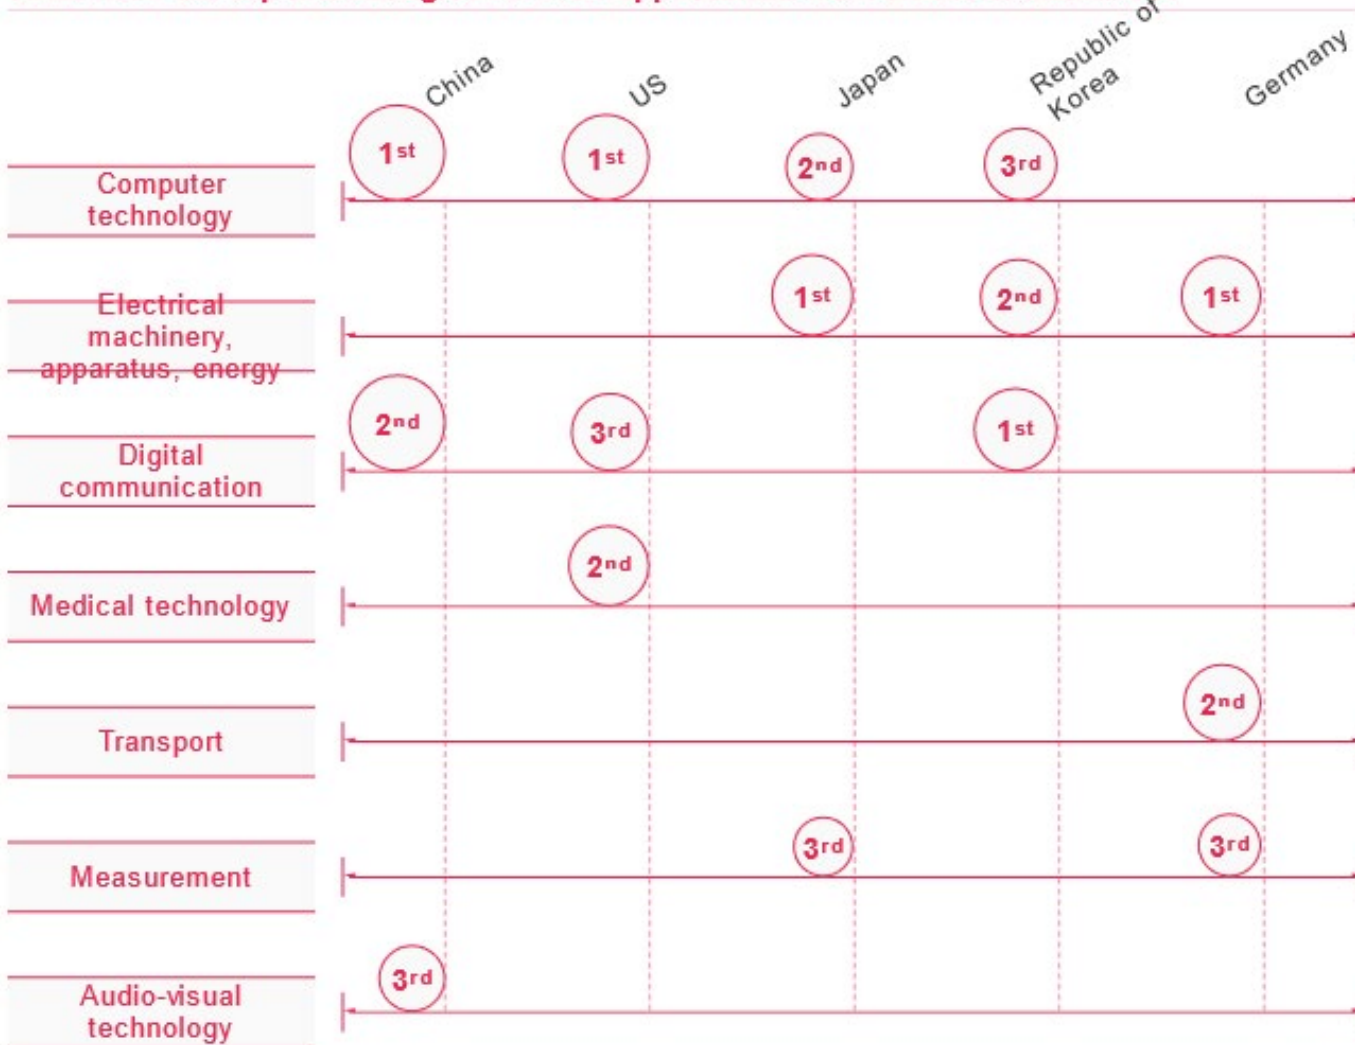 China
US
Japan
Republic of
Korea
Germany
1st
1st
2nd
3rd
Computer
technology
1st
2nd
1st
Electrical
machinery,
apparatus, energy
2nd
3rd
1st
Digital
communication
2nd
Medical technology
2nd
Transport
3rd
3rd
Measurement
3rd
Audio-visual
technology